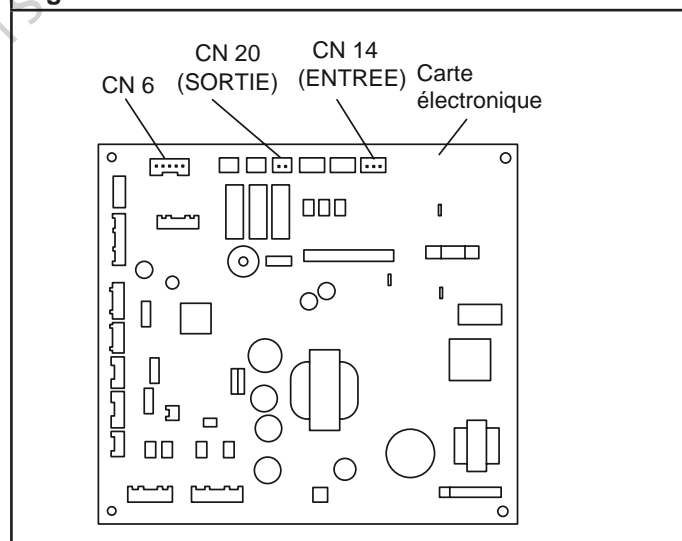 CN 6
CN 20
(SORTIE)
CN 14
(ENTREE)
Carte
électronique